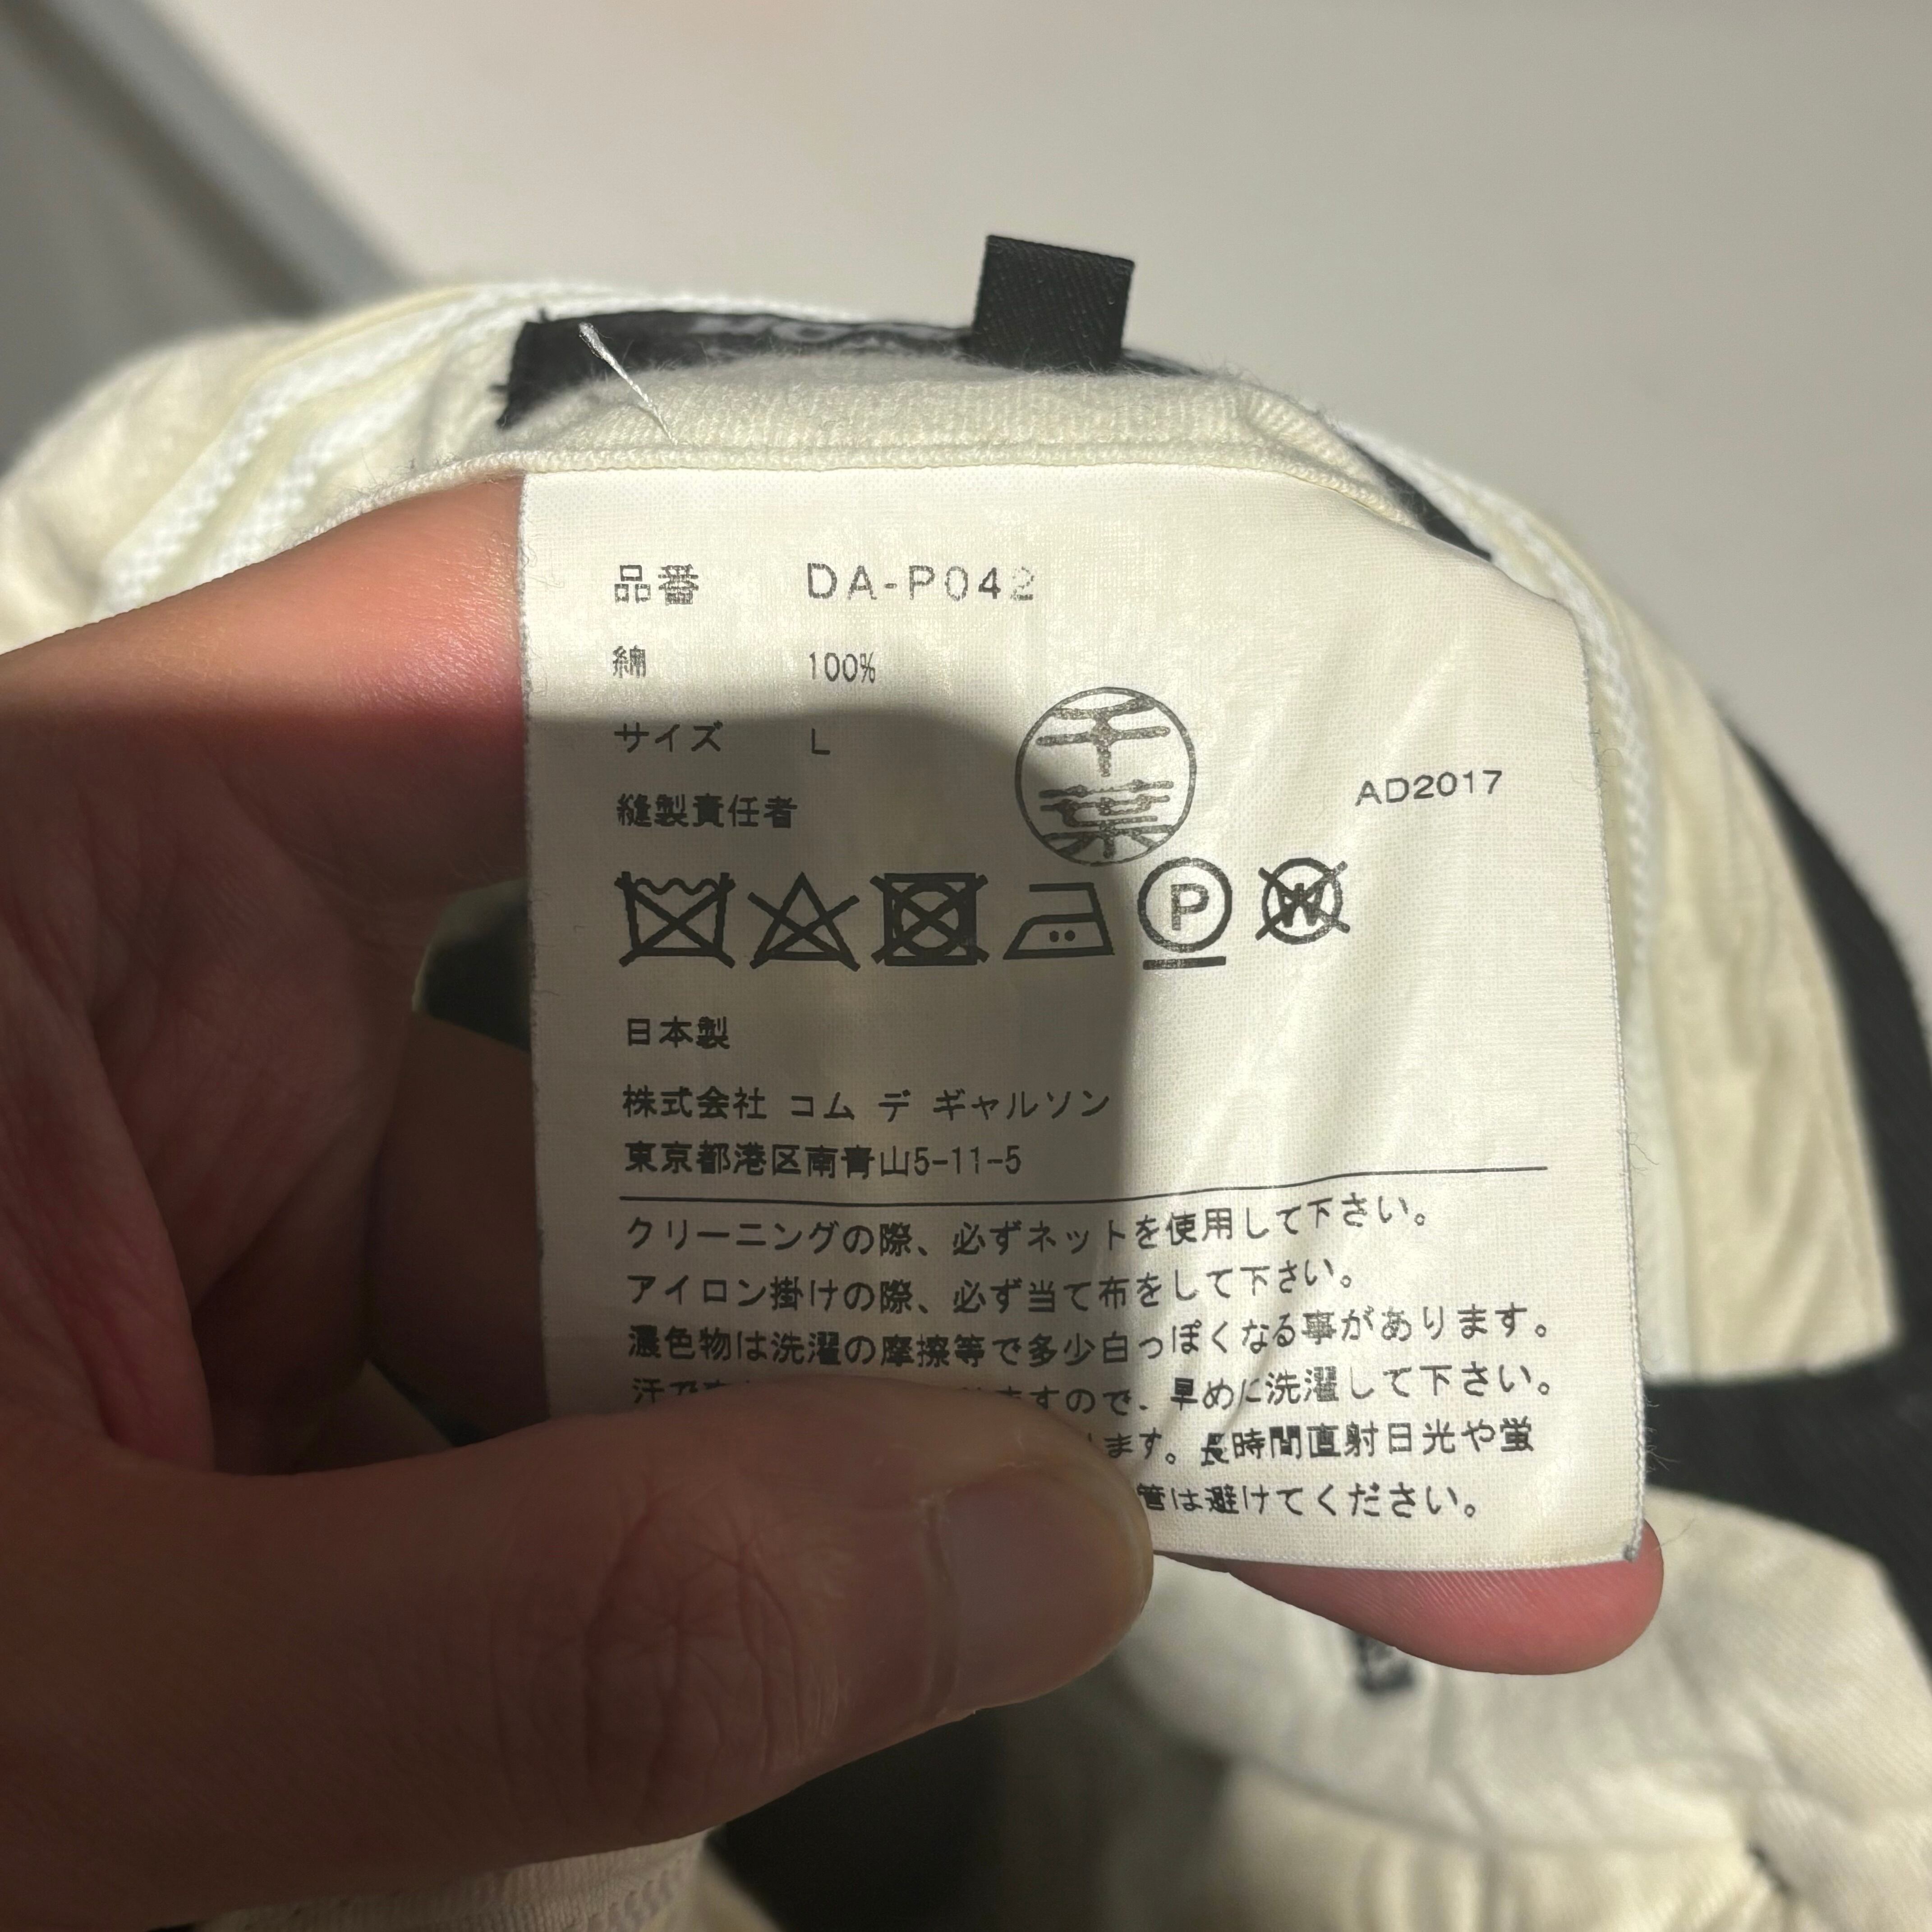 品番 DA-P042
綿 100%
サイズ L
千葉
AD2017
縫製責任者
P
W
日本製
株式会社 コム デ ギャルソン
東京都港区南青山5-11-5
クリーニングの際、必ずネットを使用して下さい。
アイロン掛けの際、必ず当て布をして下さい。
濃色物は洗濯の摩擦等で多少白っぽくなる事があります。
汗 ますので、早めに洗濯して下さい。
ます。長時間直射日光や蛍
管は避けてください。